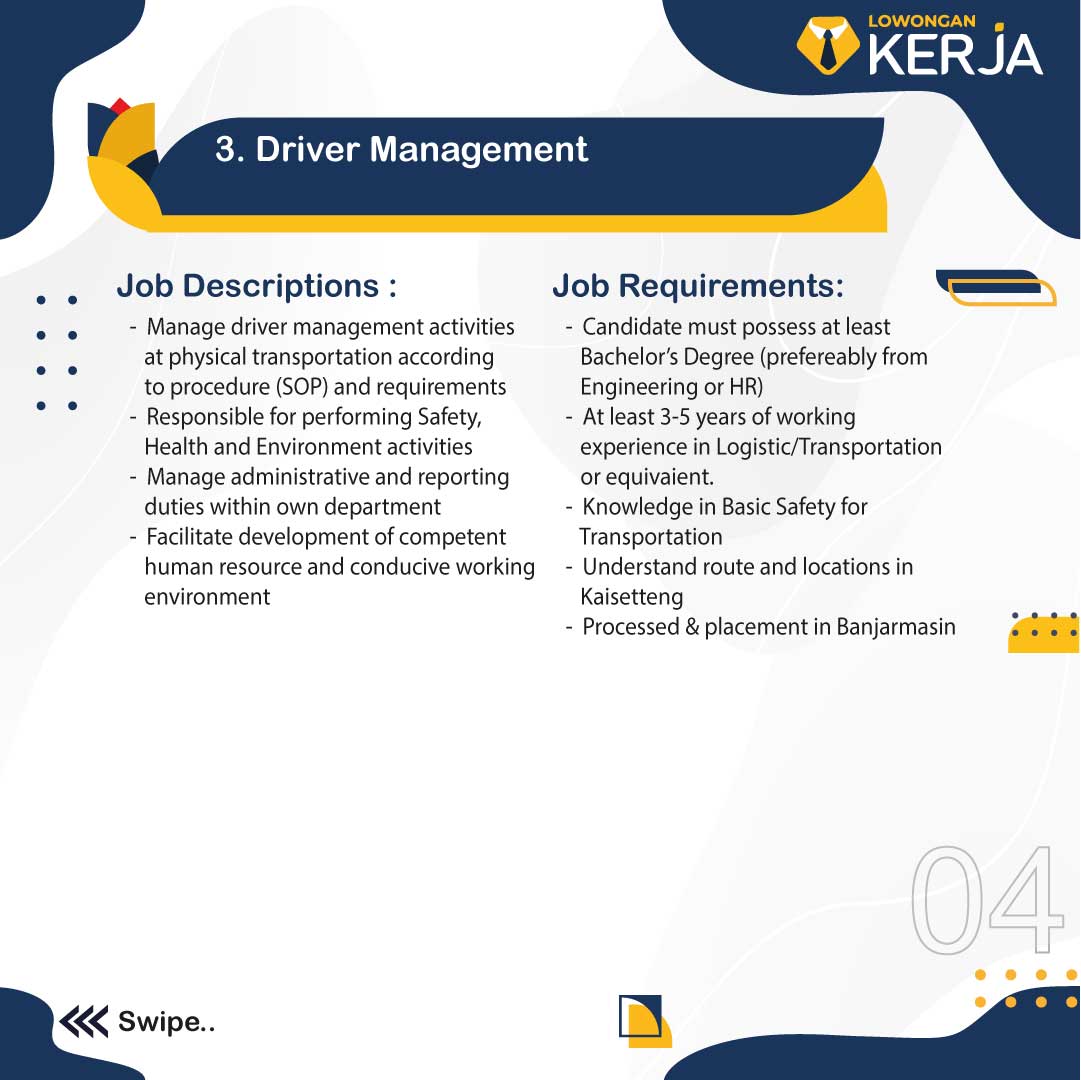 LOWONGAN
KERJA
3. Driver Management
Job Descriptions :
- Manage driver management activities
at physical transportation according
to procedure (SOP) and requirements
- Responsible for performing Safety,
Health and Environment activities
- Manage administrative and reporting
duties within own department
- Facilitate development of competent
human resource and conducive working
environment
Job Requirements:
- Candidate must possess at least
Bachelor’s Degree (prefereably from
Engineering or HR)
- At least 3-5 years of working
experience in Logistic/Transportation
or equivaient.
- Knowledge in Basic Safety for
Transportation
- Understand route and locations in
Kaisetteng
- Processed & placement in Banjarmasin
04
Swipe..